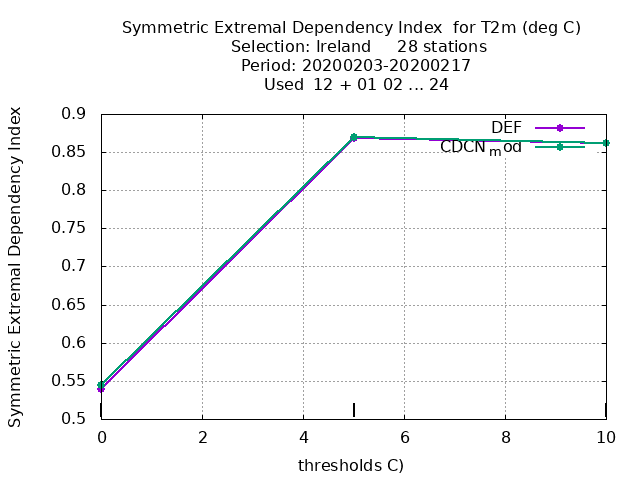 Symmetric Extremal Dependency Index  for T2m (deg C)
Selection: Ireland     28 stations
Period: 20200203-20200217
Used  12 + 01 02 ... 24
Symmetric Extremal Dependency Index
0.9
0.85
0.8
0.75
0.7
0.65
0.6
0.55
0.5
DEF
CDCNmod
0 2 4 6 8 10
thresholds C)